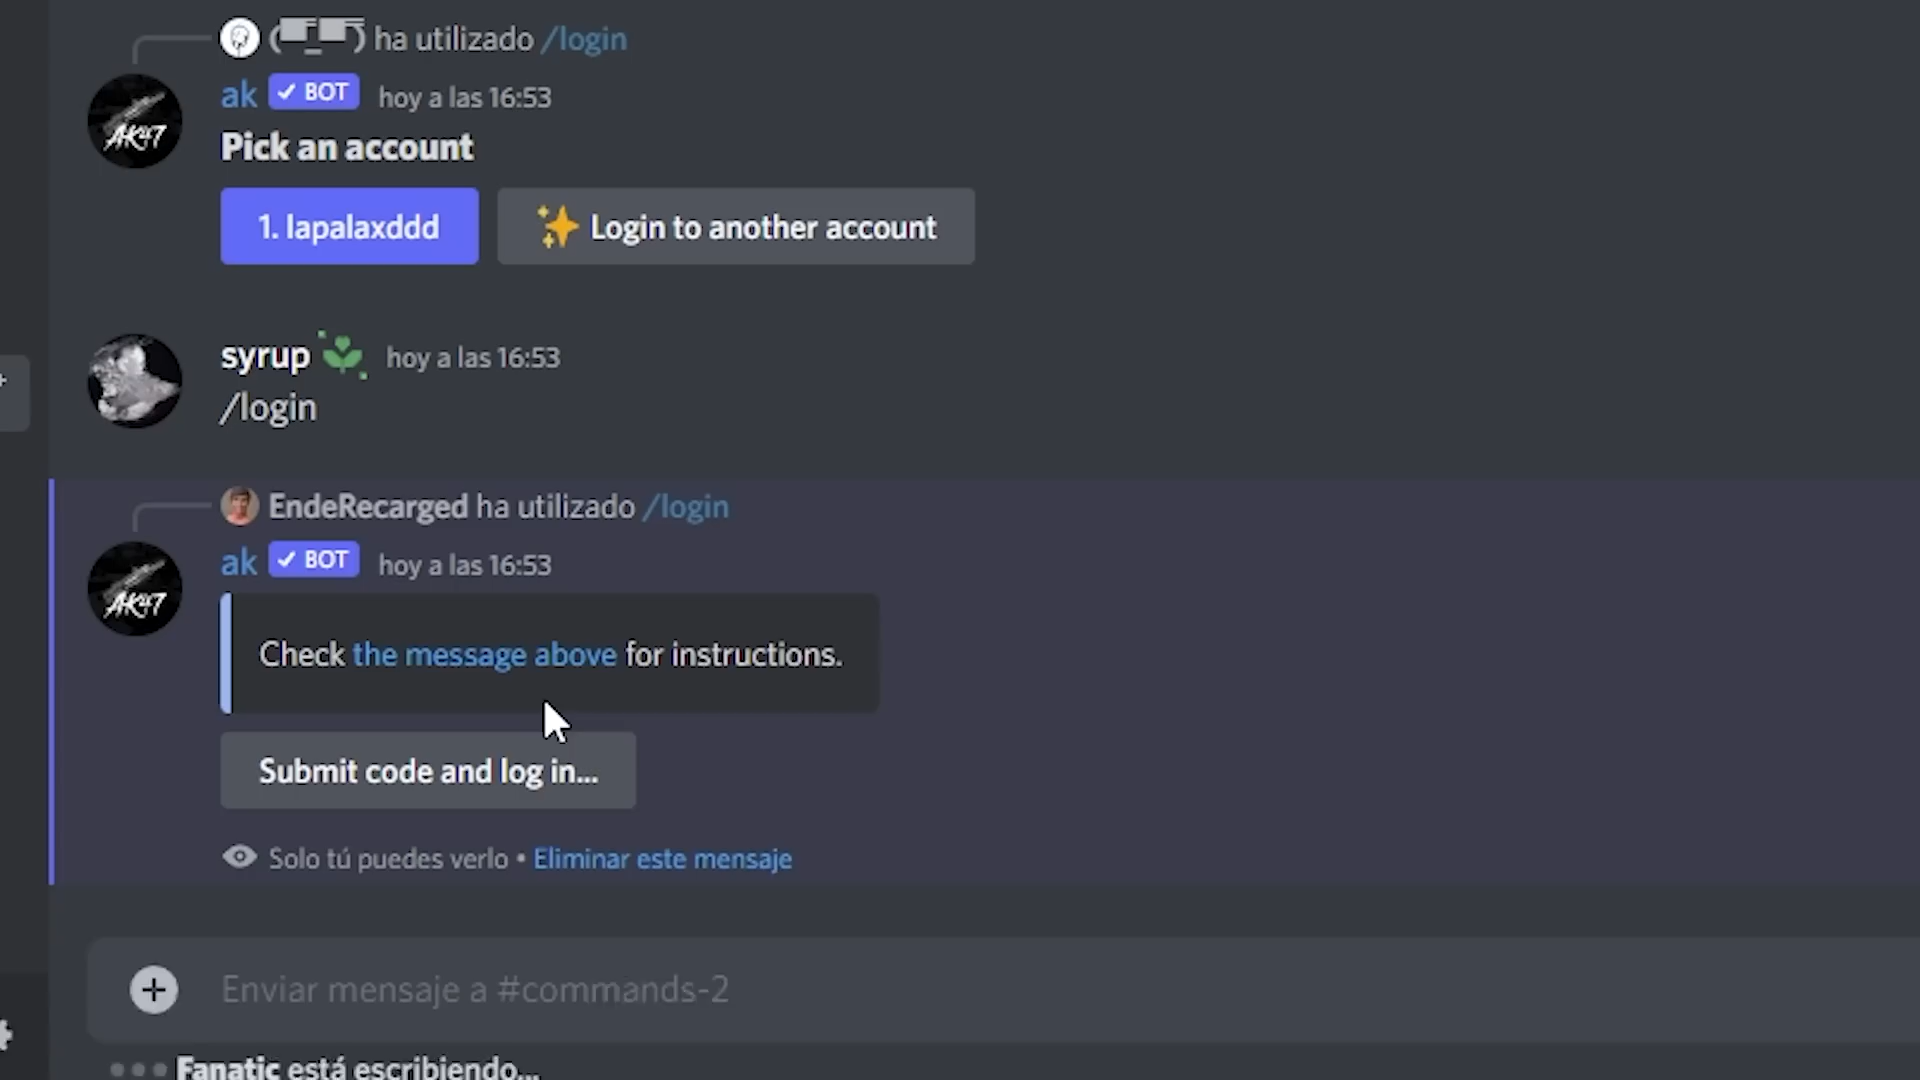 (▀̿_▀̿) ha utilizado /login
ak ✓ BOT hoy a las 16:53
AK47
Pick an account
1. lapalaxddd
✨ Login to another account
syrup hoy a las 16:53
/login
EndeRecarged ha utilizado /login
ak ✓ BOT hoy a las 16:53
AK47
Check the message above for instructions.
Submit code and log in...
Solo tú puedes verlo • Eliminar este mensaje
Enviar mensaje a #commands-2
Fanatic está escribiendo...